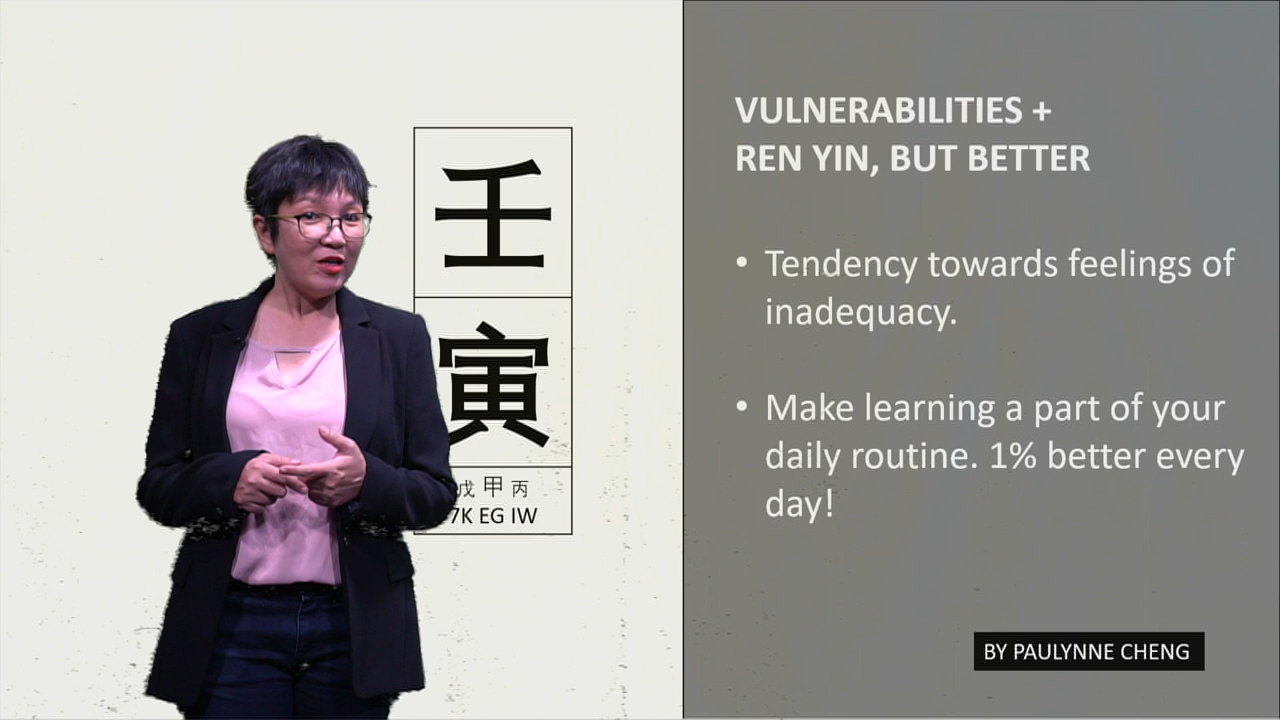 壬
寅
戊 甲 丙
7K EG IW
VULNERABILITIES +
REN YIN, BUT BETTER
• Tendency towards feelings of
inadequacy.
• Make learning a part of your
daily routine. 1% better every
day!
BY PAULYNNE CHENG